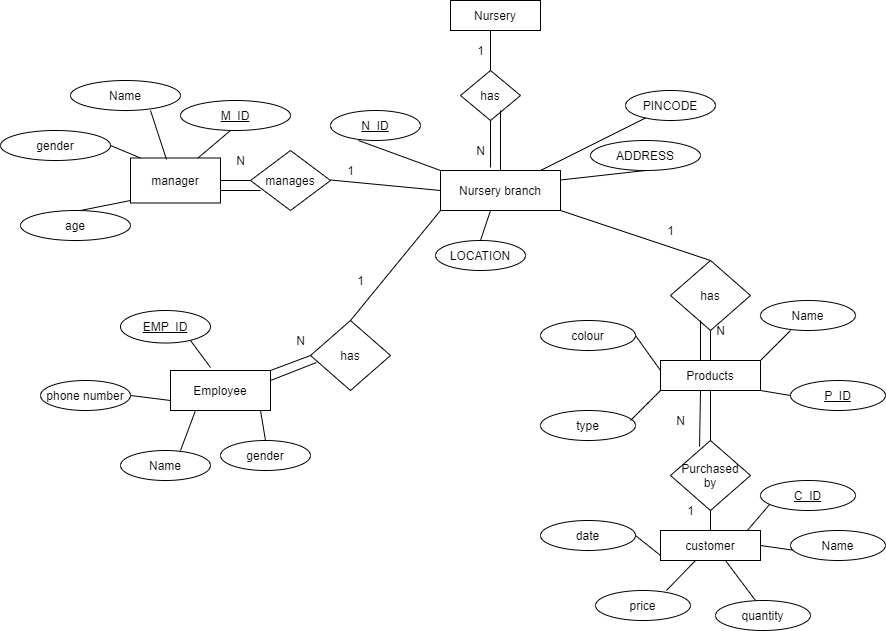 Nursery
1
has
N
Name
M_ID
N_ID
PINCODE
gender
manager
N
manages
1
Nursery branch
ADDRESS
age
LOCATION
1
1
has
N
Name
EMP_ID
N
has
colour
Products
P_ID
Employee
phone number
type
N
Name
gender
Purchased
by
1
C_ID
date
customer
Name
price
quantity